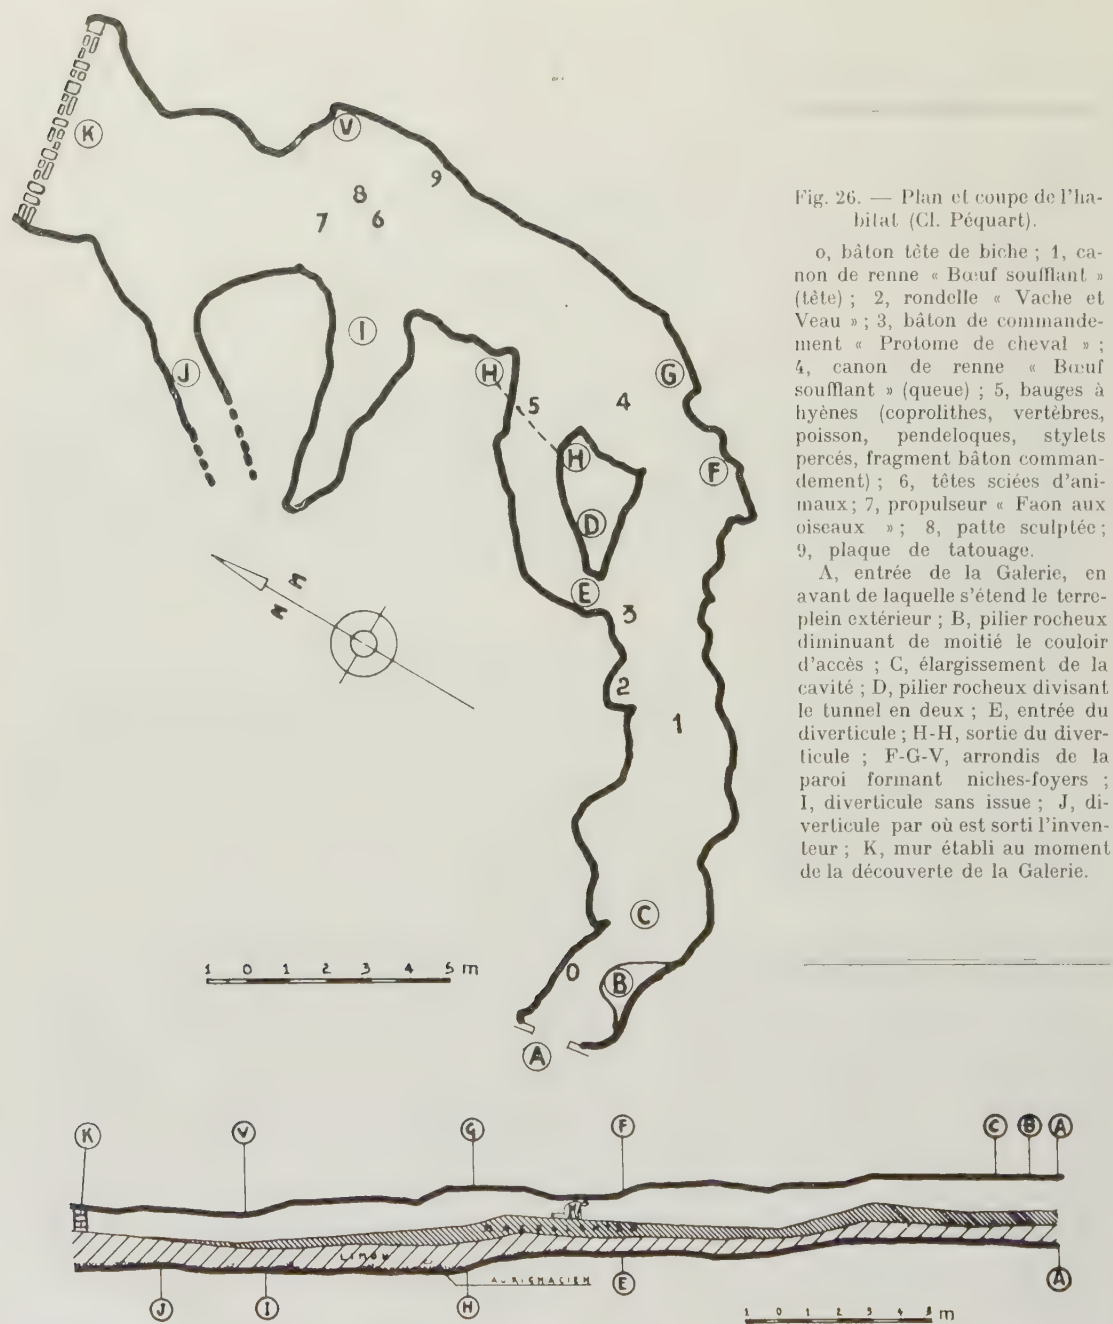 K
V
9
8
7
6
I
J
H
5
4
G
H
F
D
E
3
2
1
C
O
B
A
1 0 1 2 3 4 5 m
Fig. 26. — Plan et coupe de l'ha-
bitat (Cl. Péquart).
o, bâton tête de biche ; 1, ca-
non de renne « Bœuf soufflant »
(tête) ; 2, rondelle « Vache et
Veau » ; 3, bâton de commande-
ment « Protome de cheval » ;
4, canon de renne « Bœuf
soufflant » (queue) ; 5, bauges à
hyènes (coprolithes, vertèbres,
poisson, pendeloques, stylets
percés, fragment bâton comman-
dement) ; 6, têtes sciées d'ani-
maux ; 7, propulseur « Faon aux
oiseaux » ; 8, patte sculptée ;
9, plaque de tatouage.
A, entrée de la Galerie, en
avant de laquelle s'étend le terre-
plein extérieur ; B, pilier rocheux
diminuant de moitié le couloir
d'accès ; C, élargissement de la
cavité ; D, pilier rocheux divisant
le tunnel en deux ; E, entrée du
diverticule ; H-H, sortie du diver-
ticule ; F-G-V, arrondis de la
paroi formant niches-foyers ;
I, diverticule sans issue ; J, di-
verticule par où est sorti l'inven-
teur ; K, mur établi au moment
de la découverte de la Galerie.
K V G F C B A
LIMON
AURIGNACIEN
J I H E A
1 0 1 2 3 4 5 m